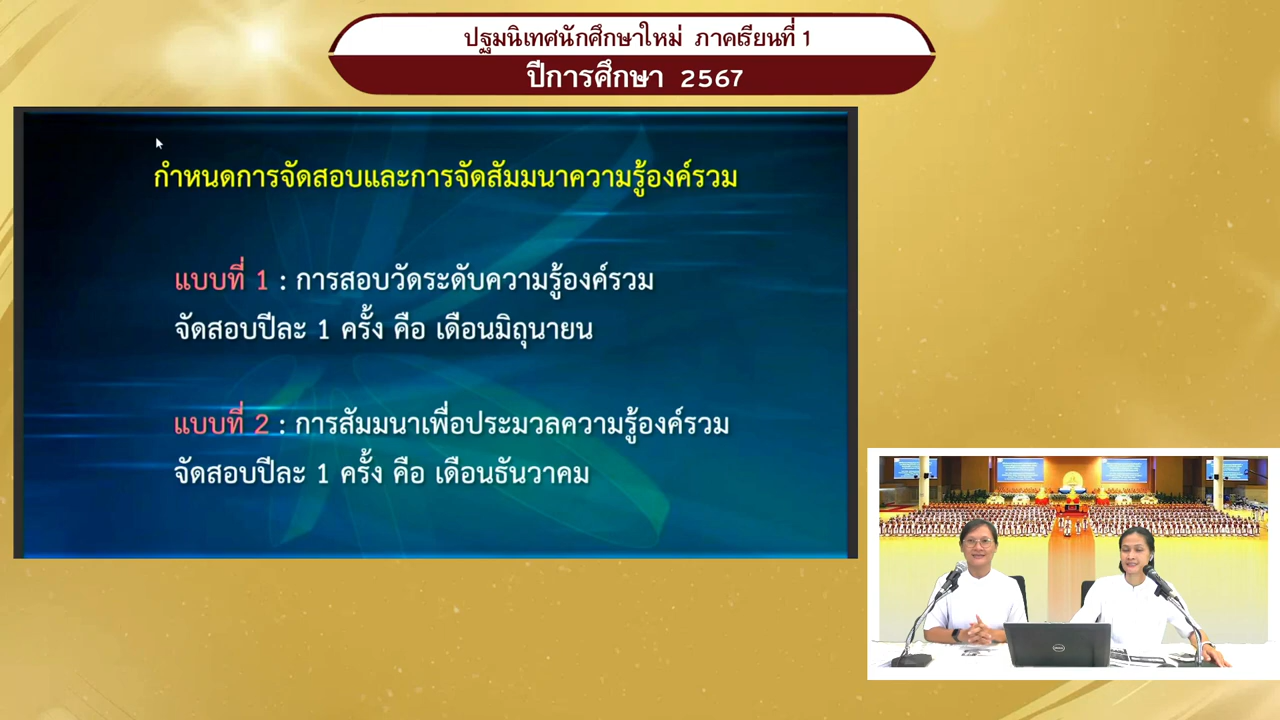 ปฐมนิเทศนักศึกษาใหม่ ภาคเรียนที่ 1
ปีการศึกษา 2567
กำหนดการจัดสอบและการจัดสัมมนาความรู้องค์รวม
แบบที่ 1 : การสอบวัดระดับความรู้องค์รวม
จัดสอบปีละ 1 ครั้ง คือ เดือนมิถุนายน
แบบที่ 2 : การสัมมนาเพื่อประมวลความรู้องค์รวม
จัดสอบปีละ 1 ครั้ง คือ เดือนธันวาคม